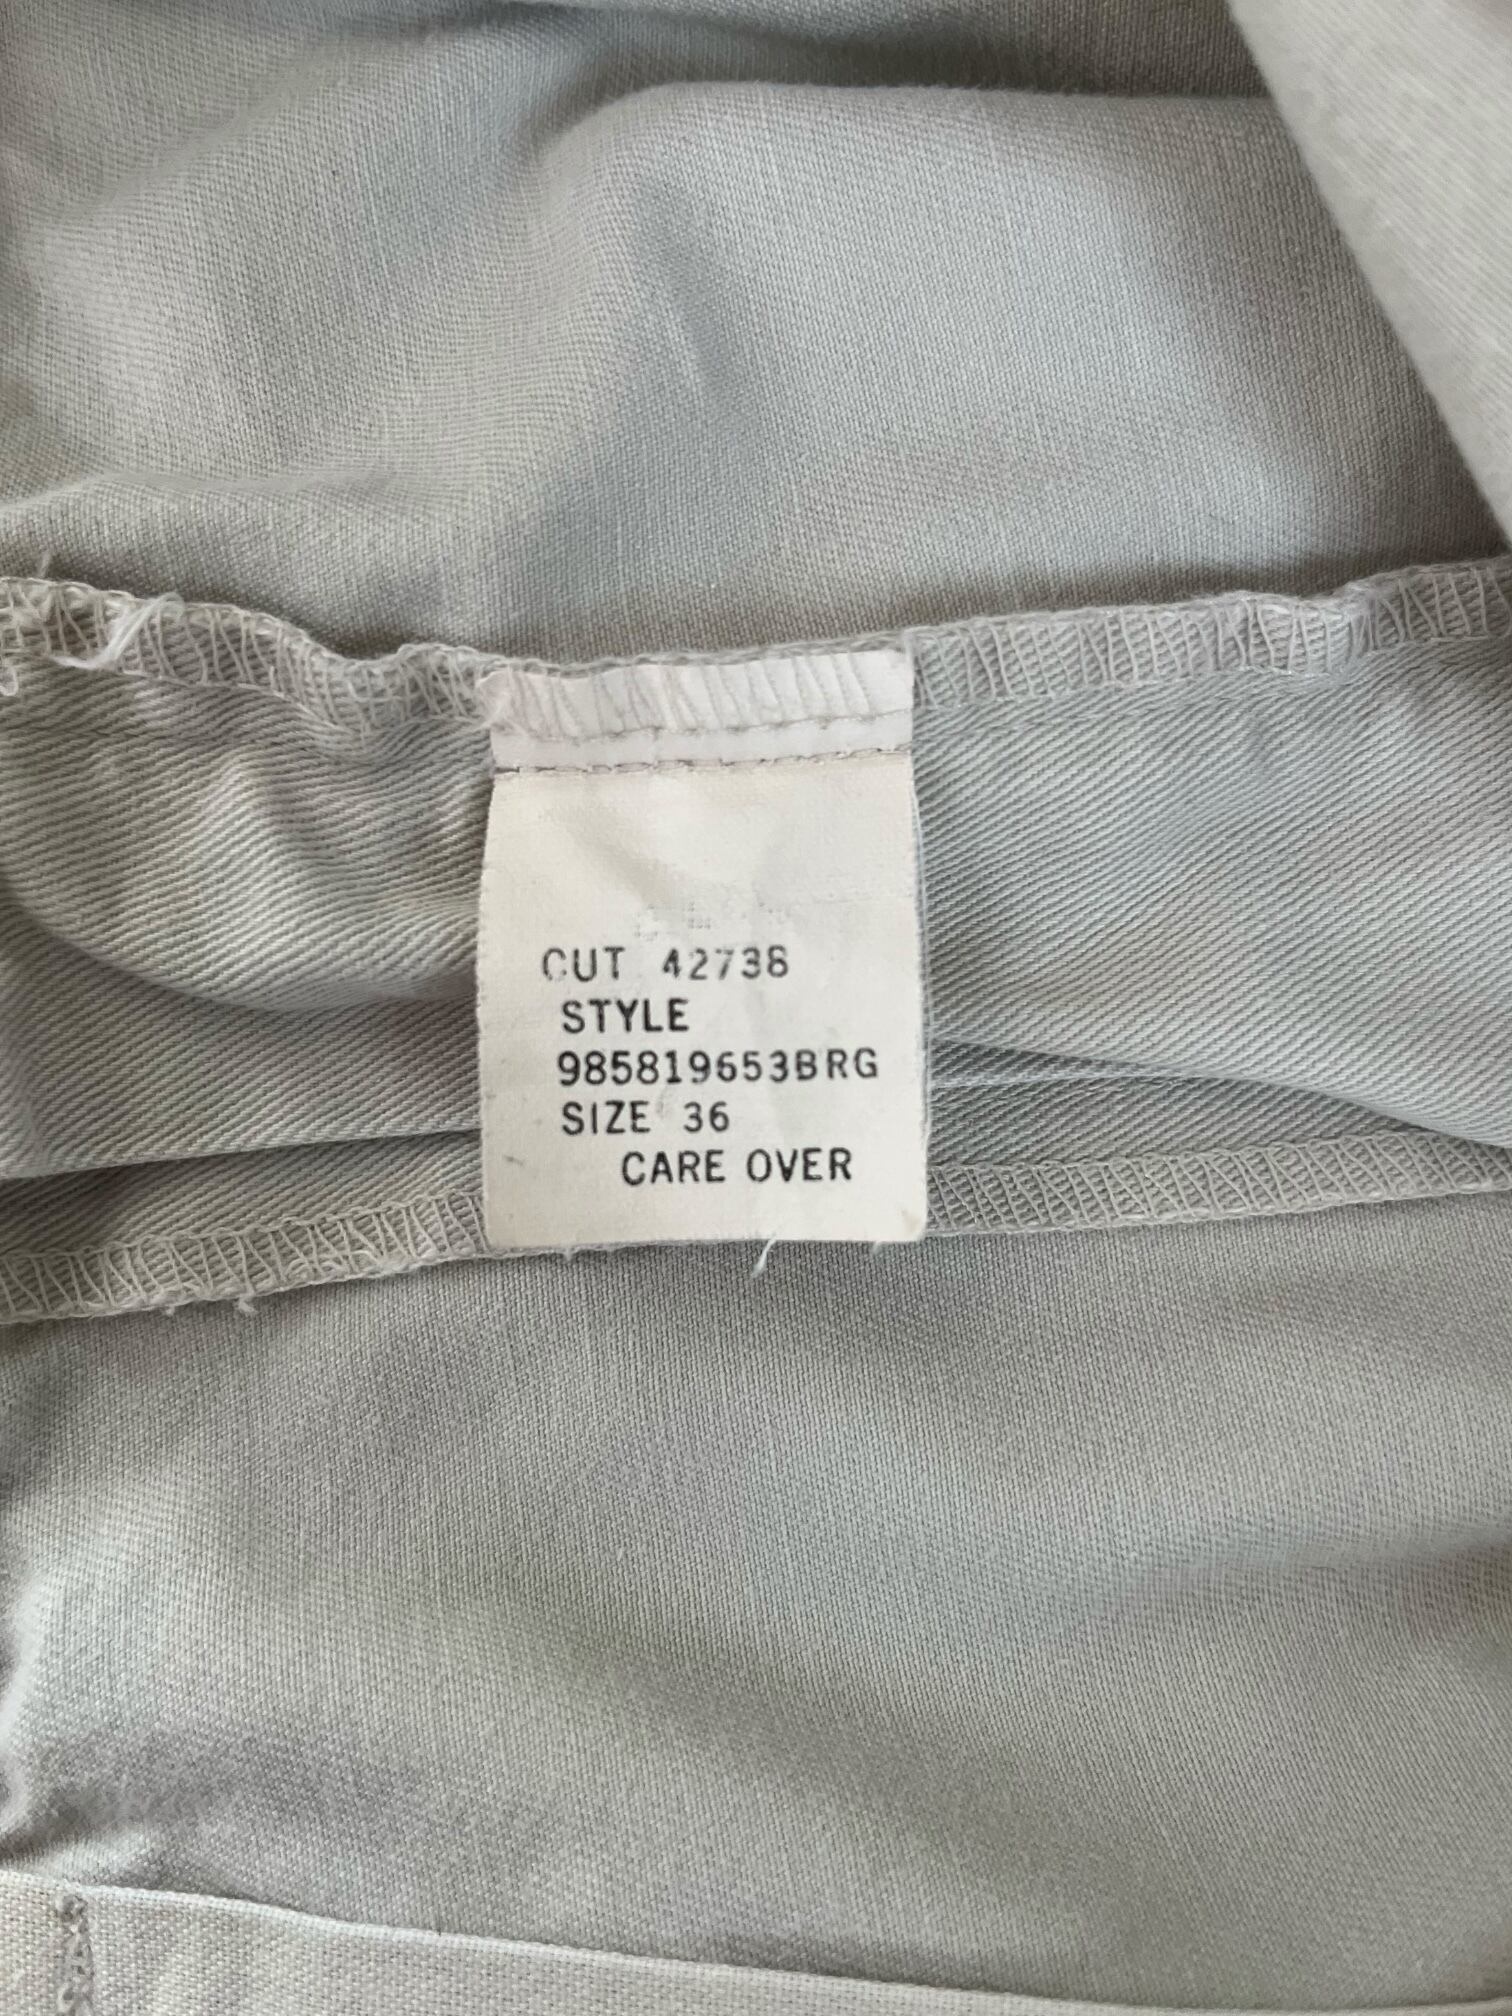 CUT 42738
STYLE
985819653BRG
SIZE 36
CARE OVER